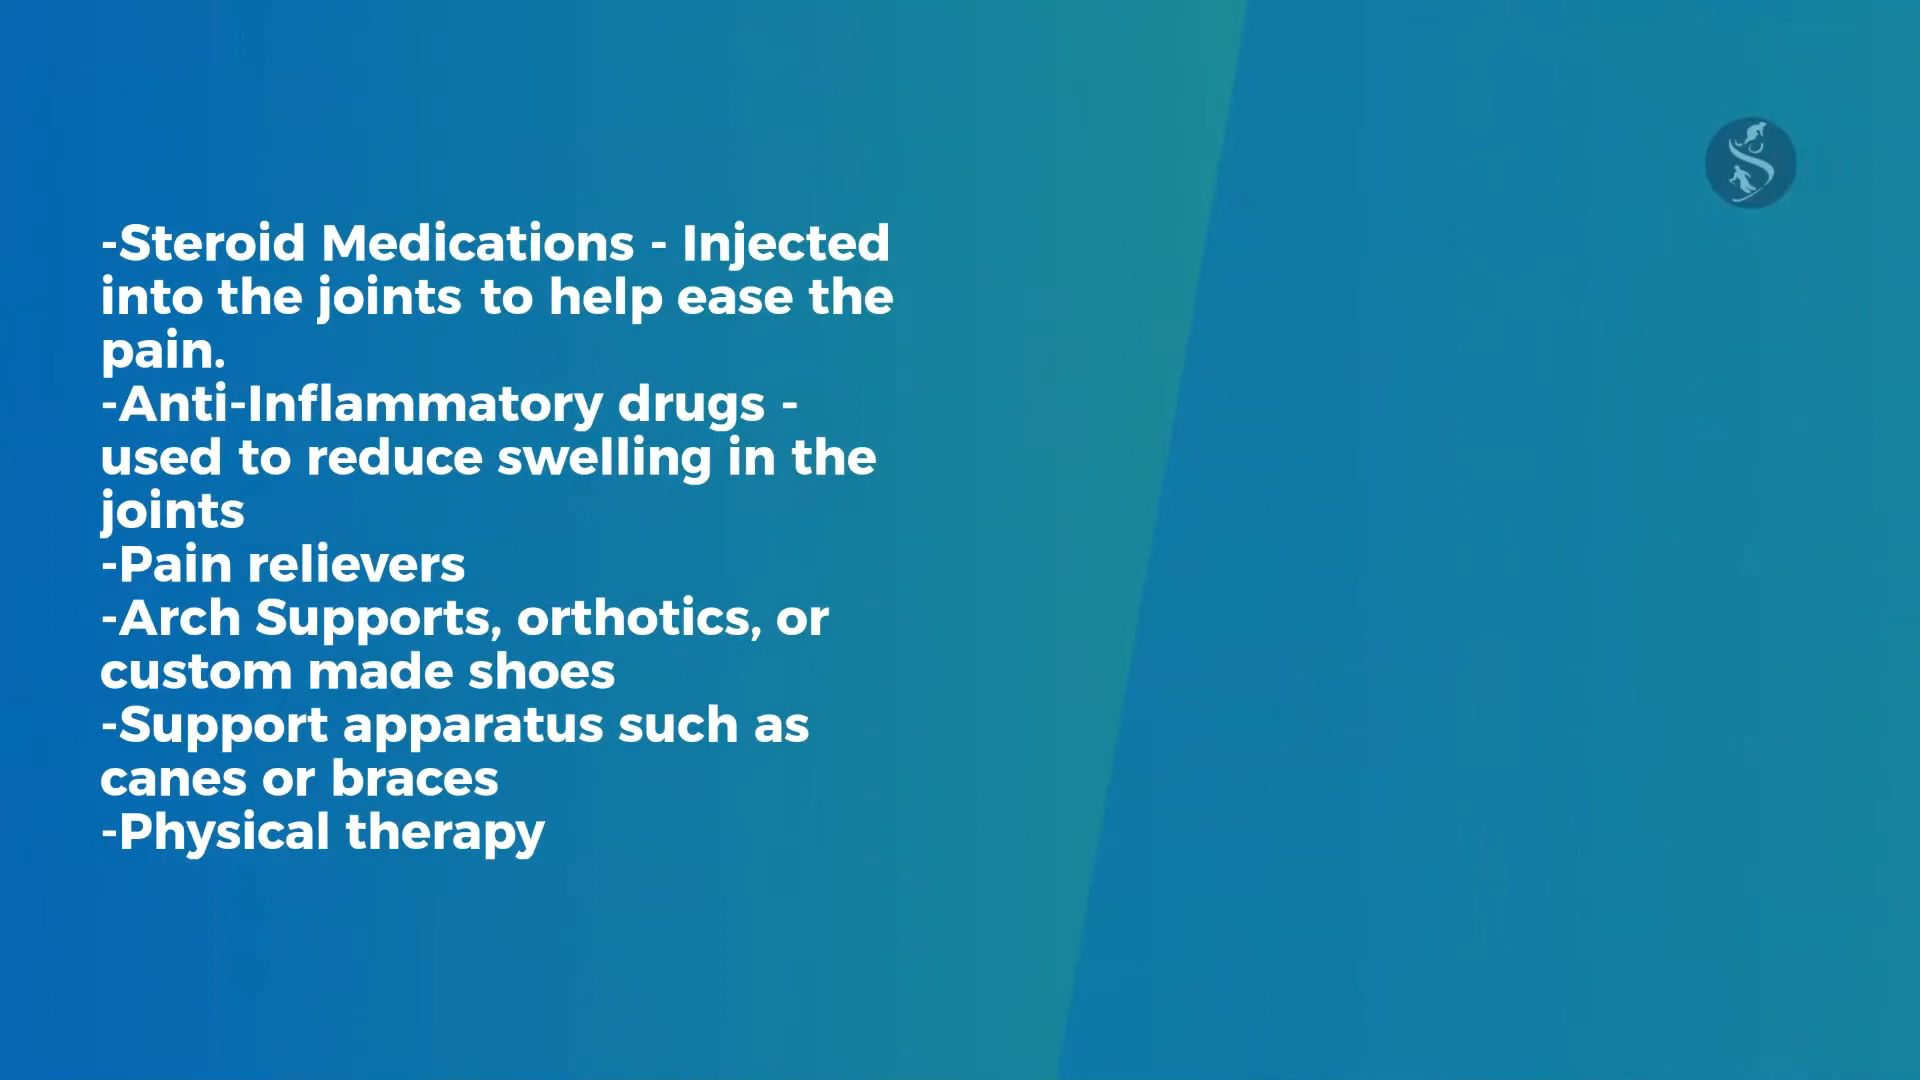 -Steroid Medications - Injected
into the joints to help ease the
pain.
-Anti-Inflammatory drugs -
used to reduce swelling in the
joints
-Pain relievers
-Arch Supports, orthotics, or
custom made shoes
-Support apparatus such as
canes or braces
-Physical therapy